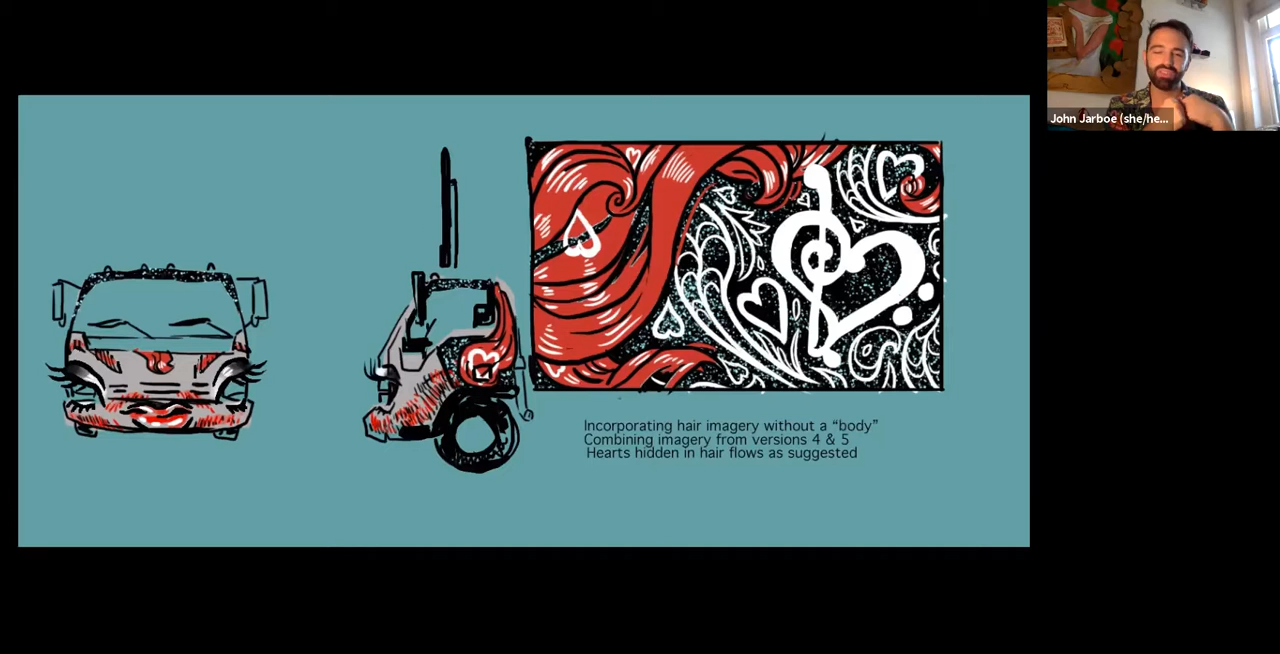 John Jarboe (she/he...
Incorporating hair imagery without a “body”
Combining imagery from versions 4 & 5
Hearts hidden in hair flows as suggested